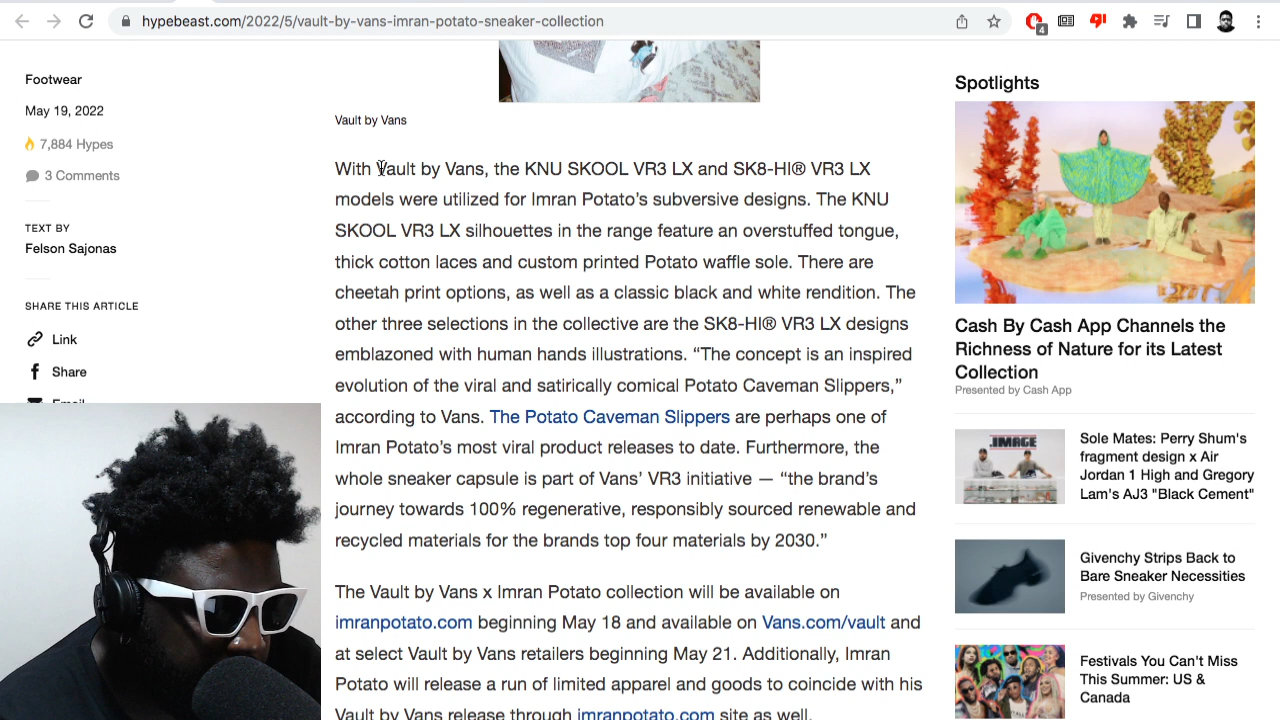 hypebeast.com/2022/5/vault-by-vans-imran-potato-sneaker-collection
4
Footwear
May 19, 2022
7,884 Hypes
3 Comments
TEXT BY
Felson Sajonas
SHARE THIS ARTICLE
Link
Share
Email
Vault by Vans
With Vault by Vans, the KNU SKOOL VR3 LX and SK8-HI® VR3 LX
models were utilized for Imran Potato’s subversive designs. The KNU
SKOOL VR3 LX silhouettes in the range feature an overstuffed tongue,
thick cotton laces and custom printed Potato waffle sole. There are
cheetah print options, as well as a classic black and white rendition. The
other three selections in the collective are the SK8-HI® VR3 LX designs
emblazoned with human hands illustrations. “The concept is an inspired
evolution of the viral and satirically comical Potato Caveman Slippers,”
according to Vans. The Potato Caveman Slippers are perhaps one of
Imran Potato’s most viral product releases to date. Furthermore, the
whole sneaker capsule is part of Vans’ VR3 initiative — “the brand’s
journey towards 100% regenerative, responsibly sourced renewable and
recycled materials for the brands top four materials by 2030.”
The Vault by Vans x Imran Potato collection will be available on
imranpotato.com beginning May 18 and available on Vans.com/vault and
at select Vault by Vans retailers beginning May 21. Additionally, Imran
Potato will release a run of limited apparel and goods to coincide with his
Vault by Vans release through imranpotato.com site as well.
Spotlights
Cash By Cash App Channels the
Richness of Nature for its Latest
Collection
Presented by Cash App
IMAGE
Sole Mates: Perry Shum's
fragment design x Air
Jordan 1 High and Gregory
Lam's AJ3 "Black Cement"
Givenchy Strips Back to
Bare Sneaker Necessities
Presented by Givenchy
Festivals You Can't Miss
This Summer: US &
Canada